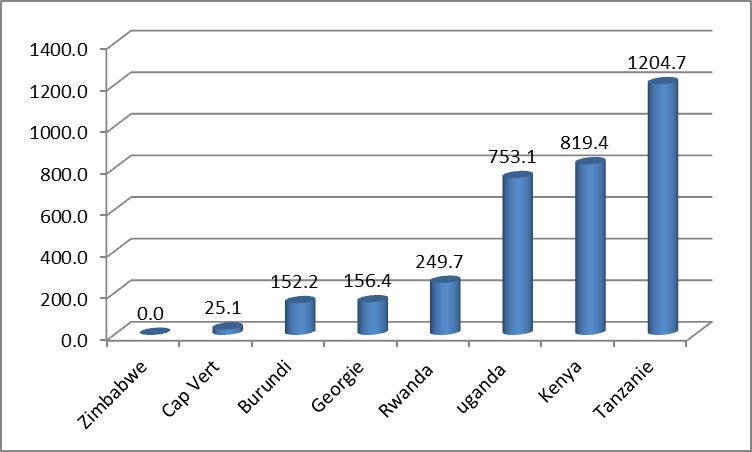 1400.0
1200.0
1000.0
800.0
600.0
400.0
200.0
0.0
0.0
25.1
152.2
156.4
249.7
753.1
819.4
1204.7
Zimbabwe
Cap Vert
Burundi
Georgie
Rwanda
uganda
Kenya
Tanzanie